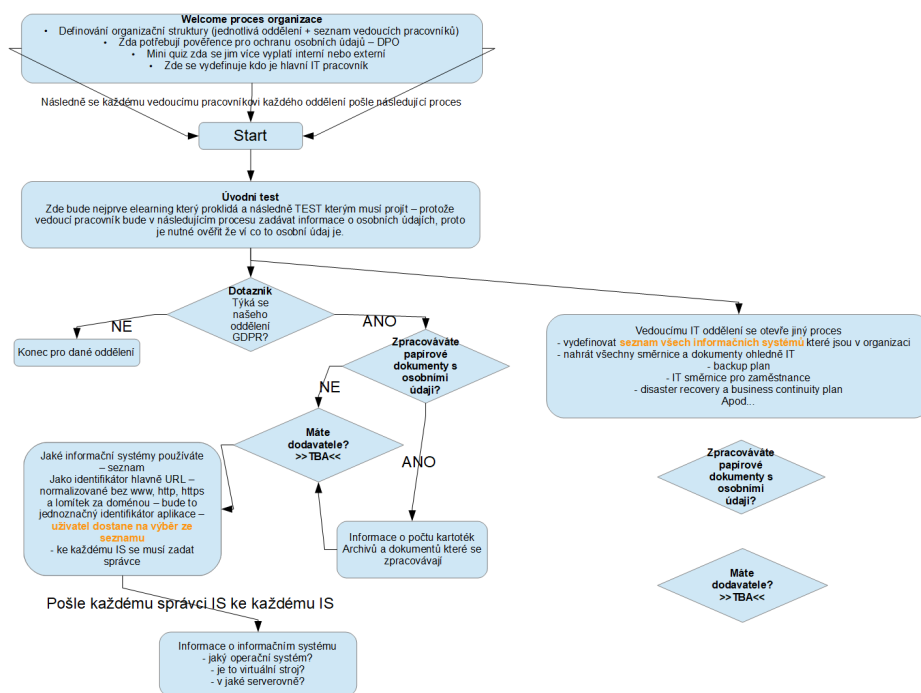 Welcome proces organizace
• Definování organizační struktury (jednotlivá oddělení + seznam vedoucích pracovníků)
• Zda potřebují pověřence pro ochranu osobních údajů – DPO
• Mini quiz zda se jim více vyplatí interní nebo externí
• Zde se vydefinuje kdo je hlavní IT pracovník
Následně se každému vedoucímu pracovníkovi každého oddělení pošle následující proces
Start
Úvodní test
Zde bude nejprve elearning který proklidá a následně TEST kterým musí projít – protože
vedoucí pracovník bude v následujícím procesu zadávat informace o osobních údajích, proto
je nutné ověřit že ví co to osobní údaj je.
Dotazník
Týká se
našeho
oddělení
GDPR?
NE
ANO
Konec pro dané oddělení
Zpracováváte
papírové
dokumenty s
osobními
údaji?
NE
ANO
Máte
dodavatele?
>>TBA<<
Informace o počtu kartoték
Archivů a dokumentů které se
zpracovávají
Jaké informační systémy používáte
– seznam
Jako identifikátor hlavně URL –
normalizované bez www, http, https
a lomítek za doménou – bude to
jednoznačný identifikátor aplikace –
uživatel dostane na výběr ze
seznamu
- ke každému IS se musí zadat
správce
Pošle každému správci IS ke každému IS
Informace o informačním systému
- jaký operační systém?
- je to virtuální stroj?
- v jaké serverovně?
Vedoucímu IT oddělení se otevře jiný proces
- vydefinovat seznam všech informačních systémů které jsou v organizaci
- nahrát všechny směrnice a dokumenty ohledně IT
- backup plan
- IT směrnice pro zaměstnance
- disaster recovery a business continuity plan
Apod...
Zpracováváte
papírové
dokumenty s
osobními
údaji?
Máte
dodavatele?
>>TBA<<